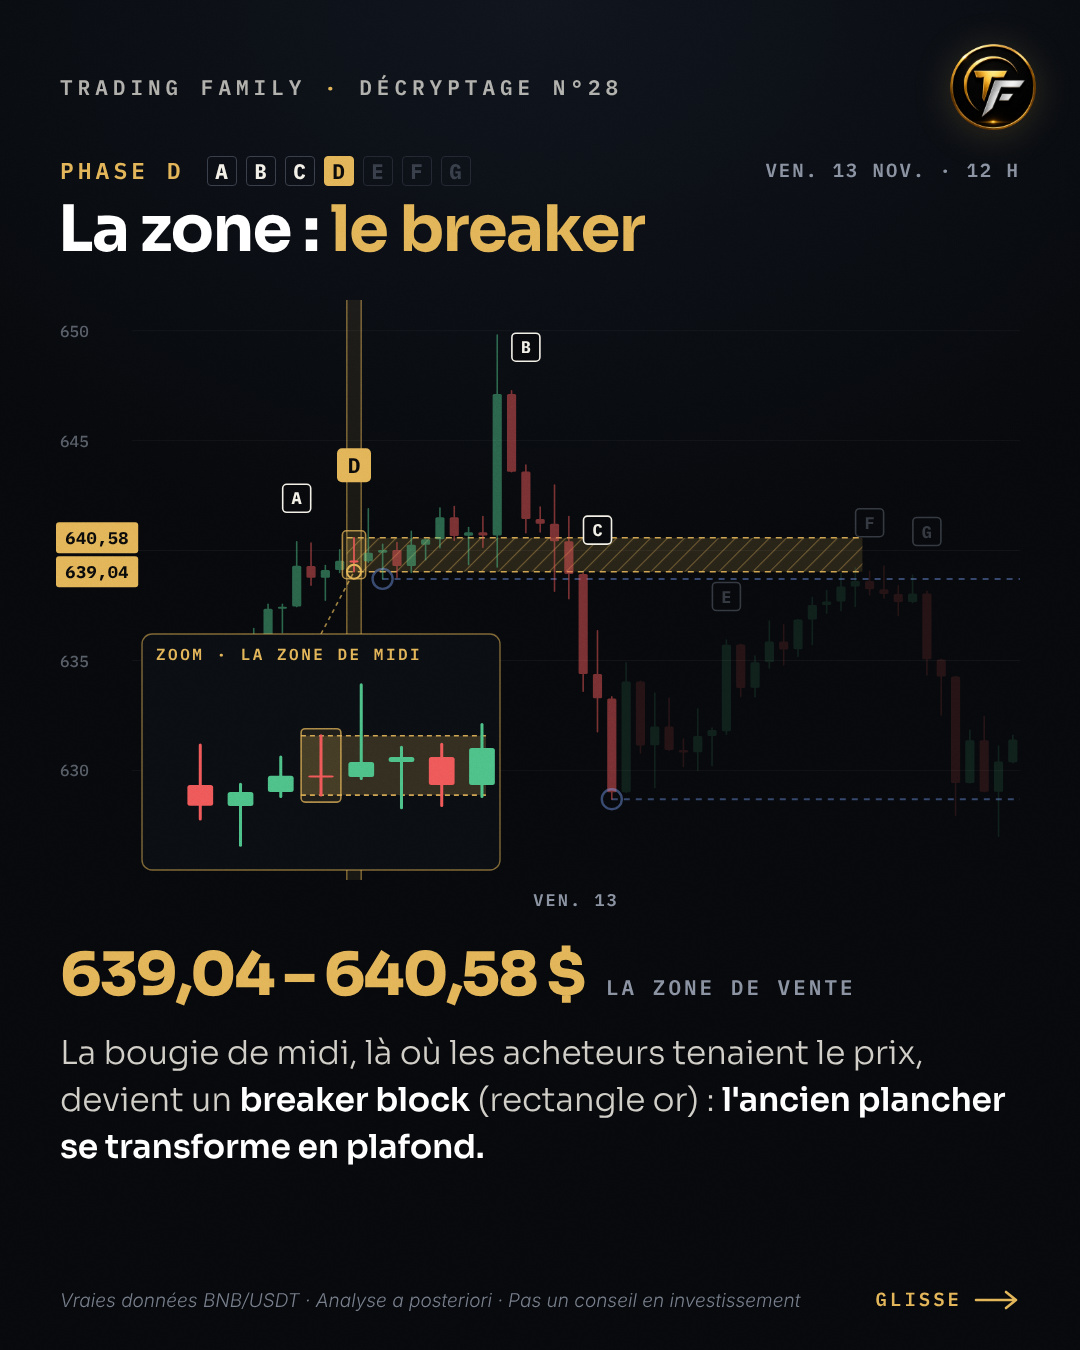 TRADING FAMILY · DÉCRYPTAGE N°28
TF
PHASE D A B C D E F G
VEN. 13 NOV. · 12 H
La zone : le breaker
650
B
645
D
A
640,58
C
F
G
639,04
E
635
ZOOM · LA ZONE DE MIDI
630
VEN. 13
639,04 – 640,58 $ LA ZONE DE VENTE
La bougie de midi, là où les acheteurs tenaient le prix,
devient un breaker block (rectangle or) : l'ancien plancher
se transforme en plafond.
Vraies données BNB/USDT · Analyse a posteriori · Pas un conseil en investissement
GLISSE